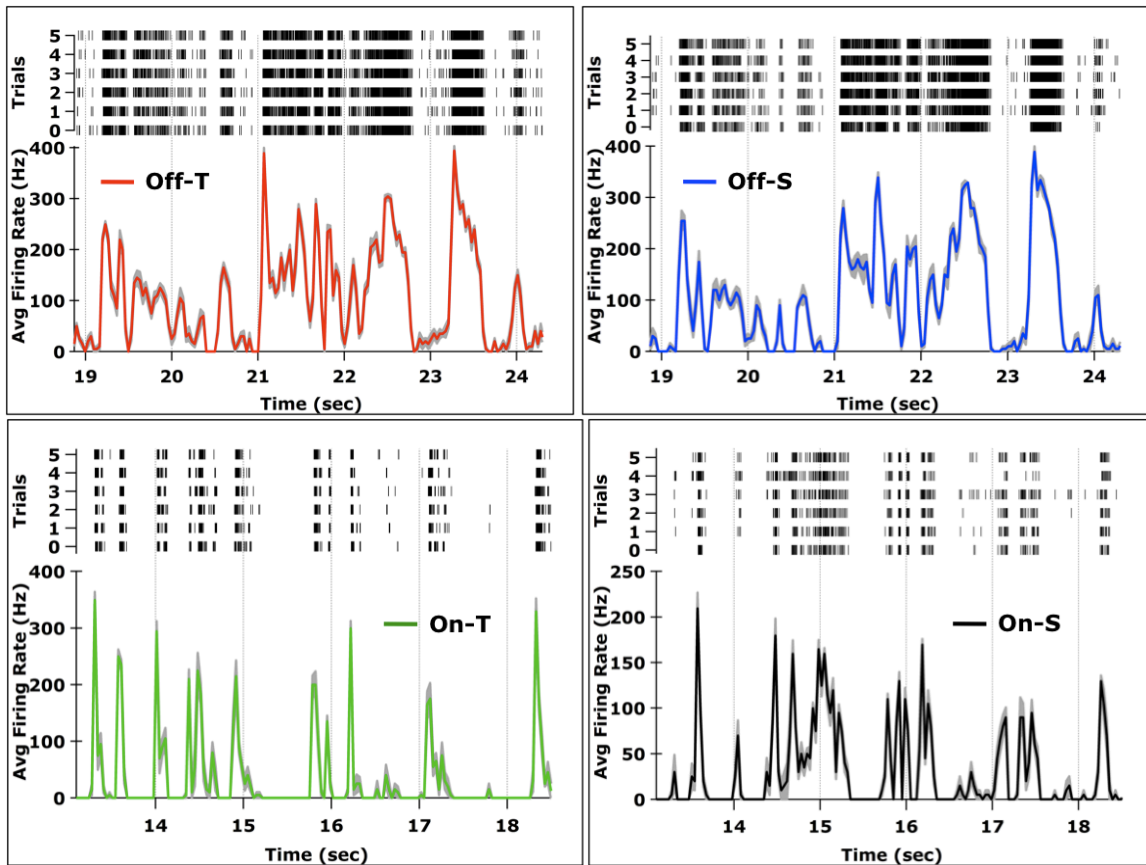 Trials
5
4
3
2
1
0
Avg Firing Rate (Hz)
400
300
200
100
0
Off-T
19 20 21 22 23 24
Time (sec)
Trials
5
4
3
2
1
0
Avg Firing Rate (Hz)
400
300
200
100
0
Off-S
19 20 21 22 23 24
Time (sec)
Trials
5
4
3
2
1
0
Avg Firing Rate (Hz)
400
300
200
100
0
On-T
14 15 16 17 18
Time (sec)
Trials
5
4
3
2
1
0
Avg Firing Rate (Hz)
250
200
150
100
50
0
On-S
14 15 16 17 18
Time (sec)